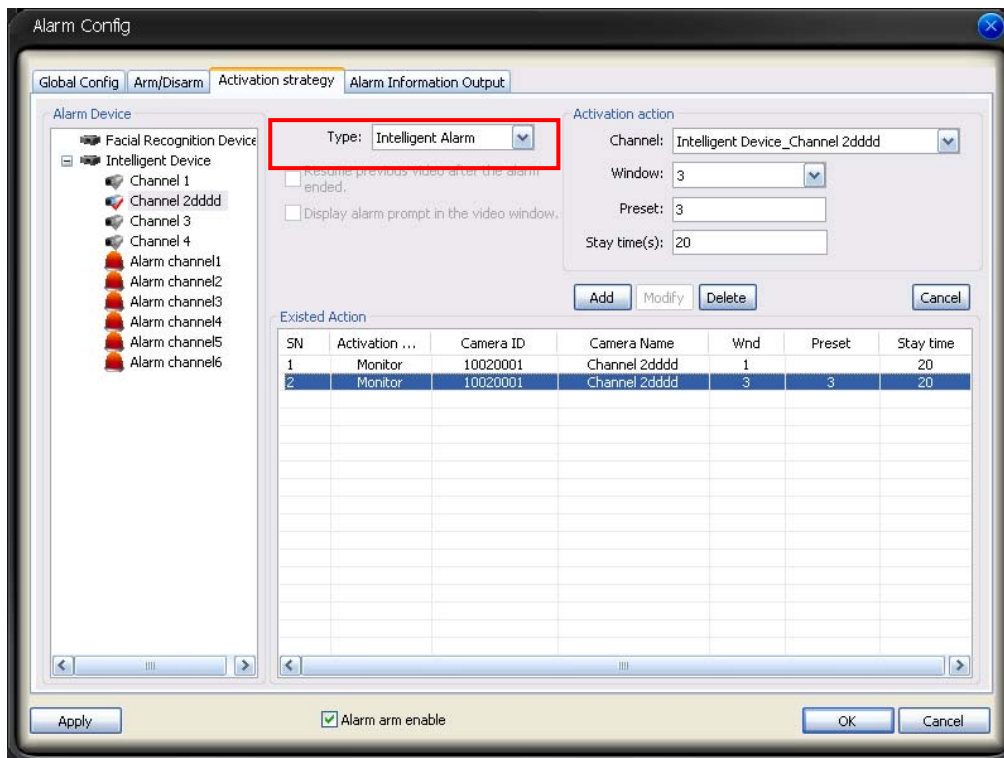 Alarm Config
Global Config Arm/Disarm Activation strategy Alarm Information Output
Alarm Device
Facial Recognition Device
Intelligent Device
Channel 1
Channel 2dddd
Channel 3
Channel 4
Alarm channel1
Alarm channel2
Alarm channel3
Alarm channel4
Alarm channel5
Alarm channel6
Type: Intelligent Alarm
Resume previous video after the alarm
ended.
Display alarm prompt in the video window.
Activation action
Channel: Intelligent Device_Channel 2dddd
Window: 3
Preset: 3
Stay time(s): 20
Add Modify Delete Cancel
Existed Action
SN Activation ... Camera ID Camera Name Wnd Preset Stay time
1 Monitor 10020001 Channel 2dddd 1 20
2 Monitor 10020001 Channel 2dddd 3 3 20
Apply Alarm arm enable OK Cancel